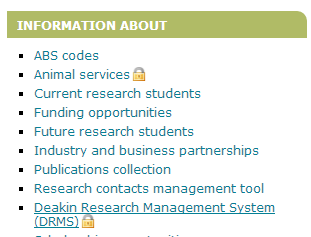 INFORMATION ABOUT
ABS codes
Animal services
Current research students
Funding opportunities
Future research students
Industry and business partnerships
Publications collection
Research contacts management tool
Deakin Research Management System
(DRMS)